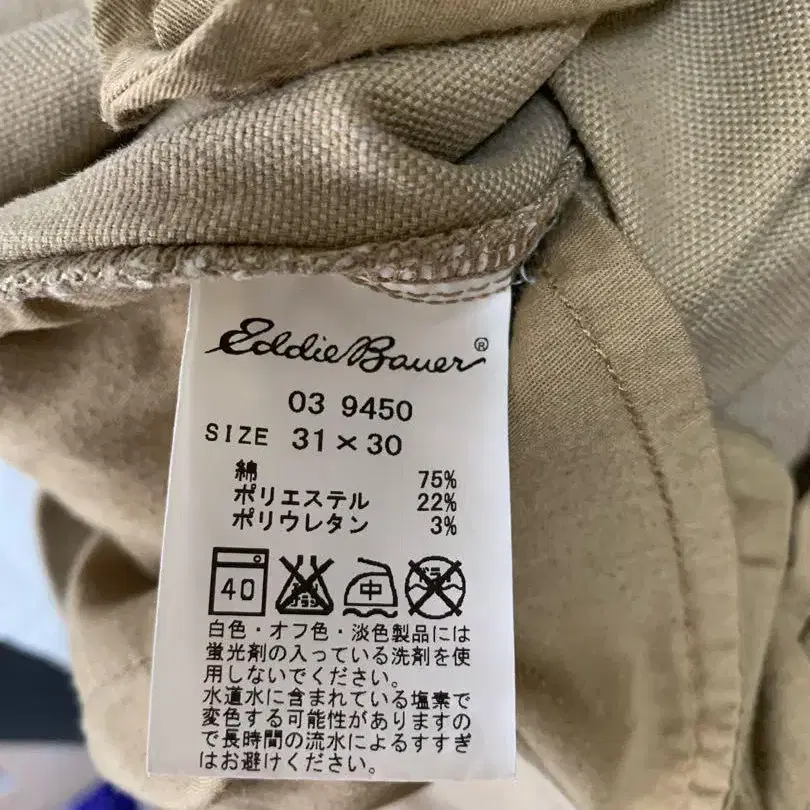 Eddie Bauer®
03 9450
SIZE 31×30
綿 75%
ポリエステル 22%
ポリウレタン 3%
40 中
白色・オフ色・淡色製品には
蛍光剤の入っている洗剤を使
用しないでください。
水道水に含まれている塩素で
変色する可能性がありますの
で長時間の流水によるすすぎ
はお避けください。